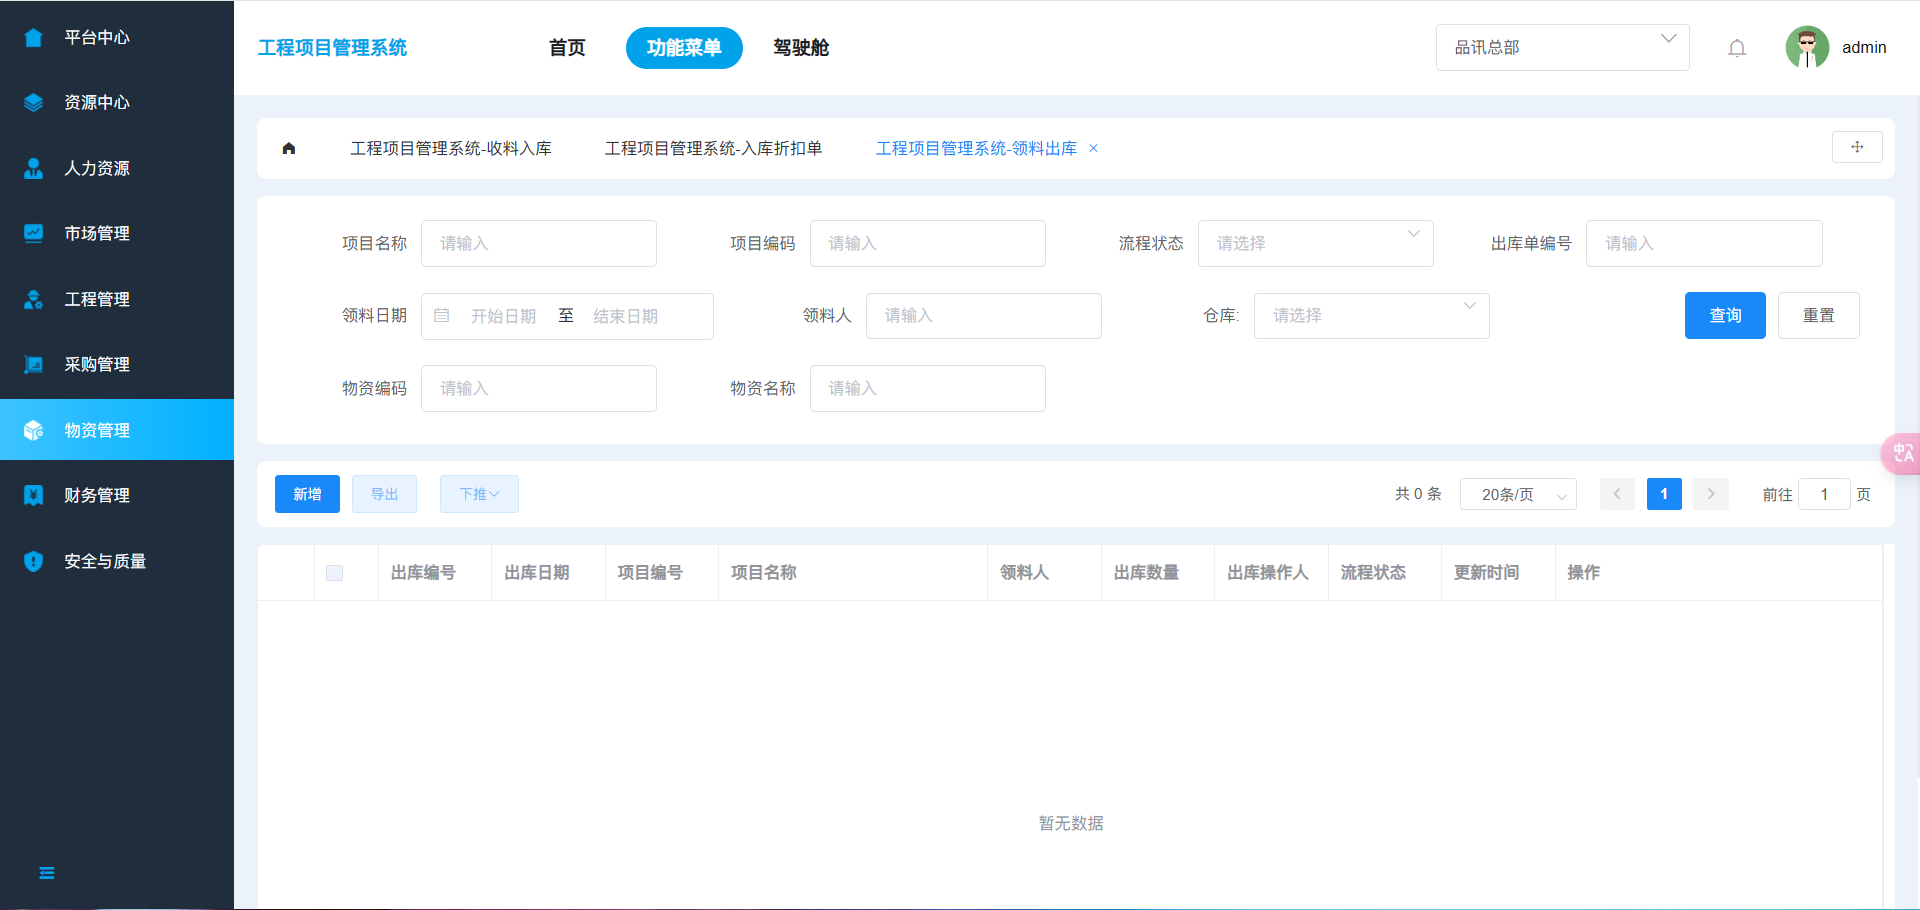 平台中心
资源中心
人力资源
市场管理
工程管理
采购管理
物资管理
财务管理
安全与质量
工程项目管理系统 首页 功能菜单 驾驶舱 品讯总部 admin
工程项目管理系统-收料入库 工程项目管理系统-入库折扣单 工程项目管理系统-领料出库 ×
项目名称 请输入 项目编码 请输入 流程状态 请选择 出库单编号 请输入
领料日期 开始日期 至 结束日期 领料人 请输入 仓库: 请选择 查询 重置
物资编码 请输入 物资名称 请输入
中A
新增 导出 下推 共 0 条 20条/页 1 前往 1 页
出库编号 出库日期 项目编号 项目名称 领料人 出库数量 出库操作人 流程状态 更新时间 操作
暂无数据